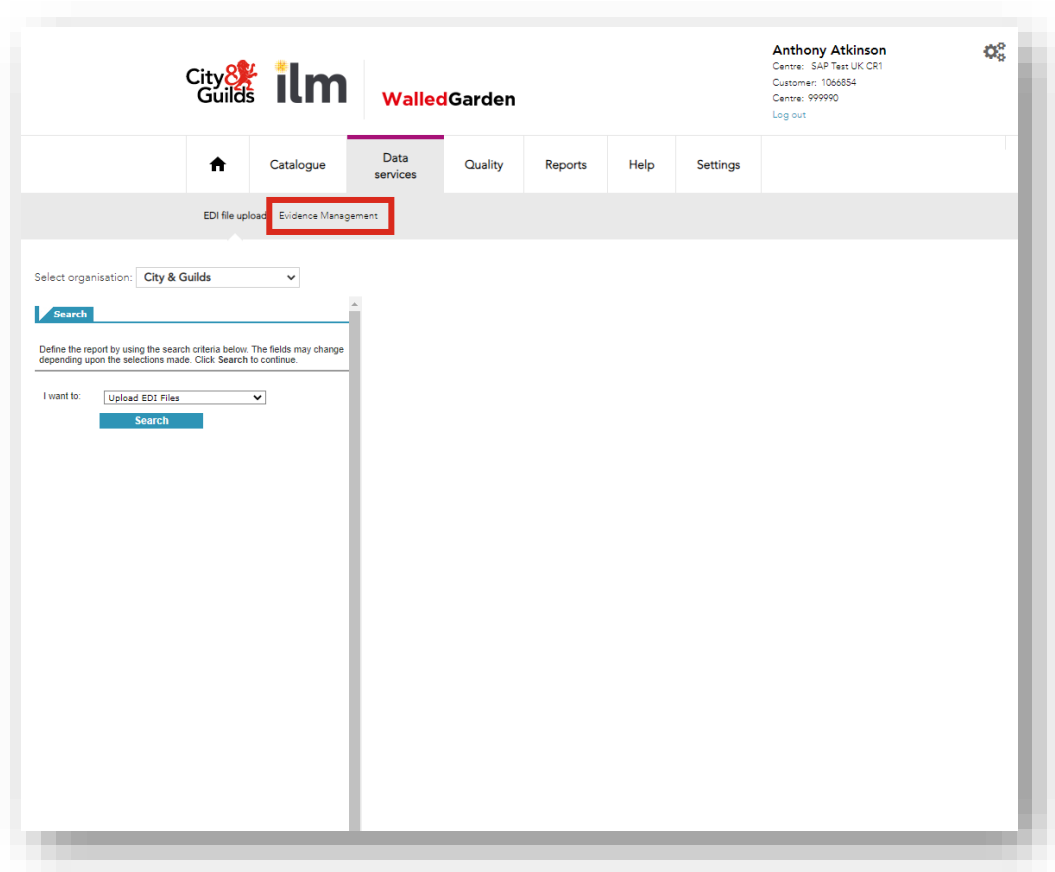 City & Guilds
ilm
WalledGarden
Anthony Atkinson
Centre: SAP Test UK CR1
Customer: 1066854
Centre: 999990
Log out
Catalogue
Data services
Quality
Reports
Help
Settings
EDI file upload
Evidence Management
Select organisation: City & Guilds
Search
Define the report by using the search criteria below. The fields may change
depending upon the selections made. Click Search to continue.
I want to: Upload EDI Files
Search